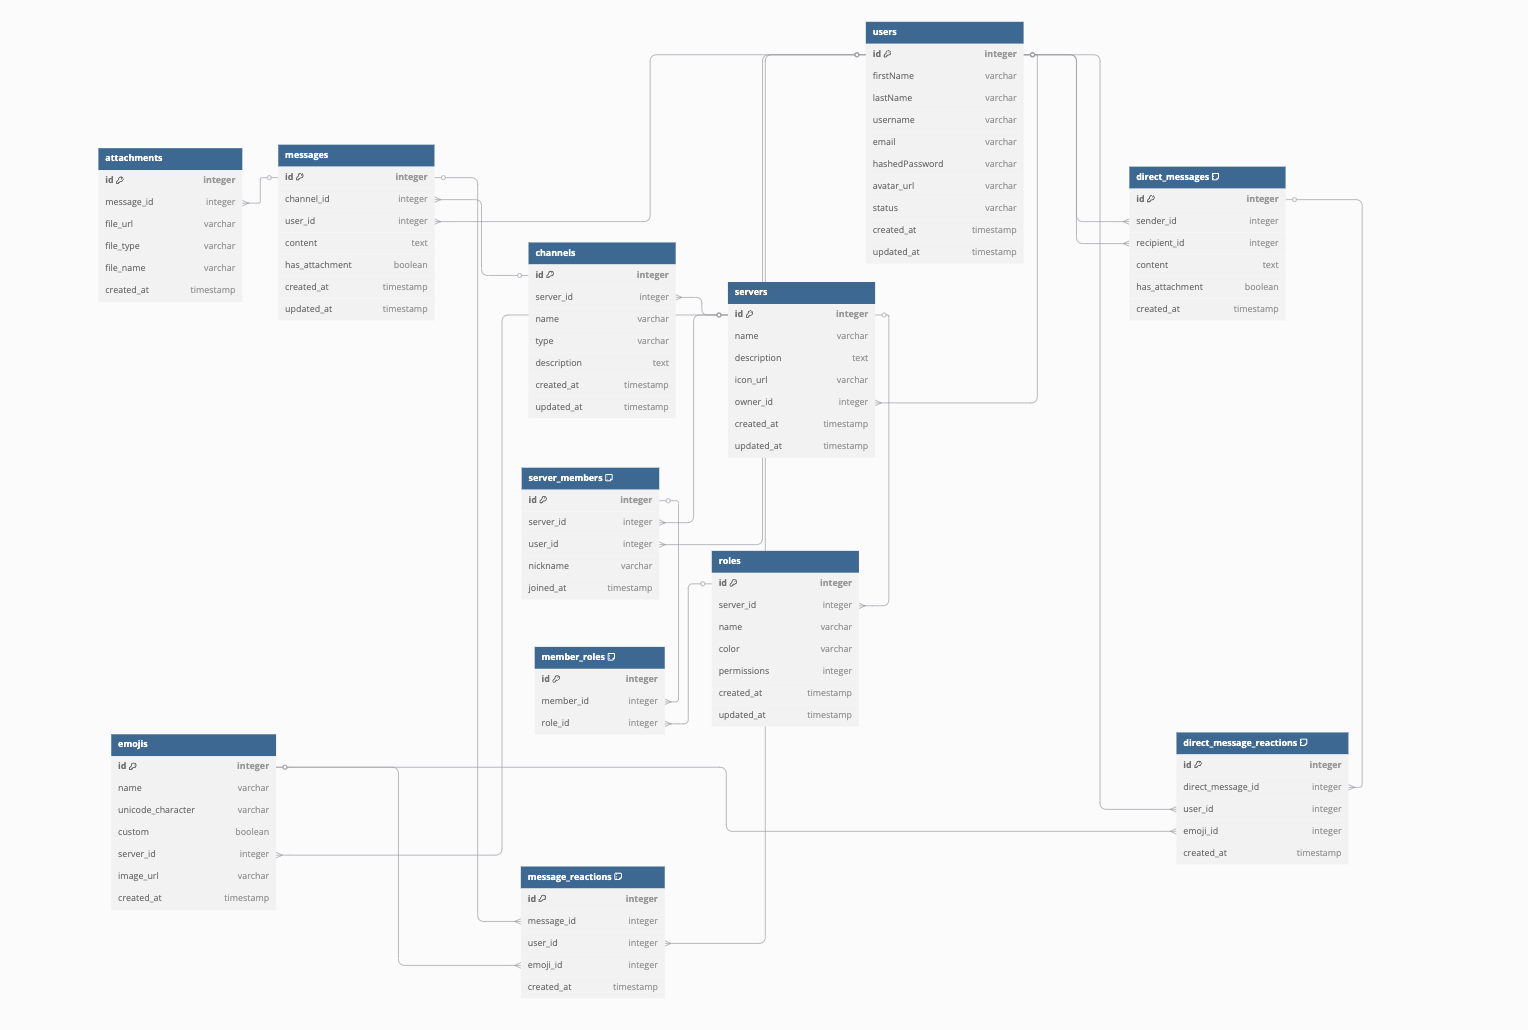 users
id integer
firstName varchar
lastName varchar
username varchar
email varchar
hashedPassword varchar
avatar_url varchar
status varchar
created_at timestamp
updated_at timestamp
attachments
id integer
message_id integer
file_url varchar
file_type varchar
file_name varchar
created_at timestamp
messages
id integer
channel_id integer
user_id integer
content text
has_attachment boolean
created_at timestamp
updated_at timestamp
direct_messages
id integer
sender_id integer
recipient_id integer
content text
has_attachment boolean
created_at timestamp
channels
id integer
server_id integer
name varchar
type varchar
description text
created_at timestamp
updated_at timestamp
servers
id integer
name varchar
description text
icon_url varchar
owner_id integer
created_at timestamp
updated_at timestamp
server_members
id integer
server_id integer
user_id integer
nickname varchar
joined_at timestamp
roles
id integer
server_id integer
name varchar
color varchar
permissions integer
created_at timestamp
updated_at timestamp
member_roles
id integer
member_id integer
role_id integer
emojis
id integer
name varchar
unicode_character varchar
custom boolean
server_id integer
image_url varchar
created_at timestamp
direct_message_reactions
id integer
direct_message_id integer
user_id integer
emoji_id integer
created_at timestamp
message_reactions
id integer
message_id integer
user_id integer
emoji_id integer
created_at timestamp